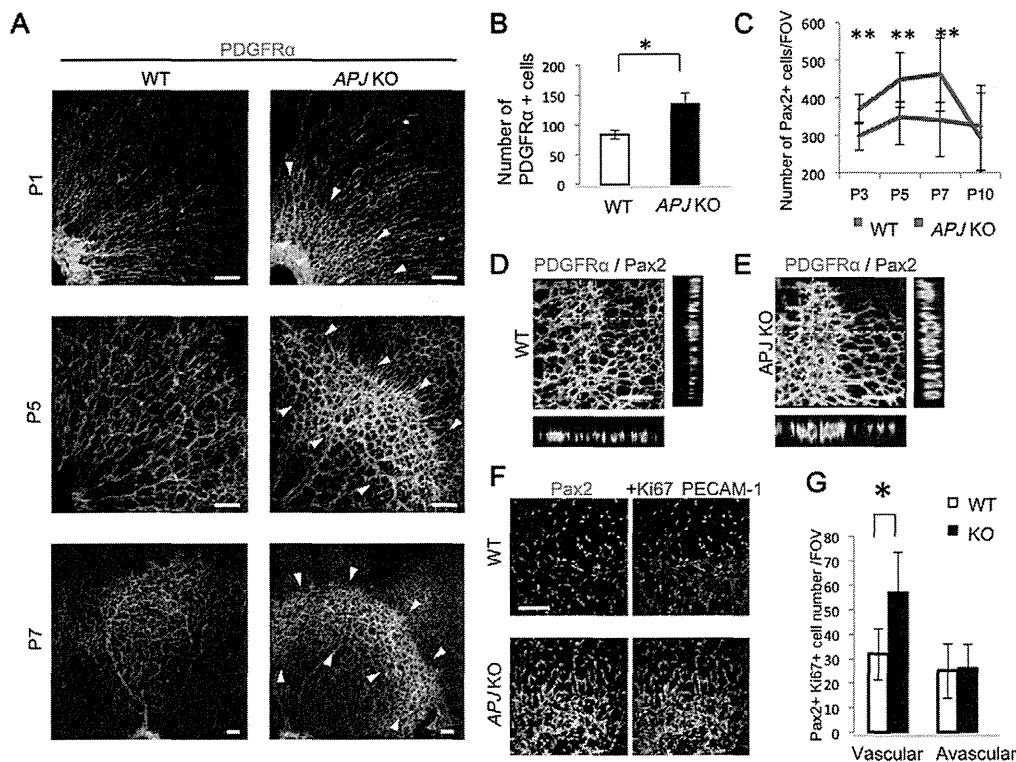 A
PDGFRα
WT
APJ KO
P1
P5
P7
B
Number of
PDGFRα + cells
200
150
100
50
0
*
WT
APJ KO
C
Number of Pax2+ cells/FOV
600
500
400
300
200
** ** **
P3 P5 P7 P10
WT APJ KO
D
PDGFRα / Pax2
WT
E
PDGFRα / Pax2
APJ KO
F
Pax2
+Ki67 PECAM-1
WT
APJ KO
G
*
WT
KO
Pax2+ Ki67+ cell number /FOV
80
70
60
50
40
30
20
10
0
Vascular Avascular